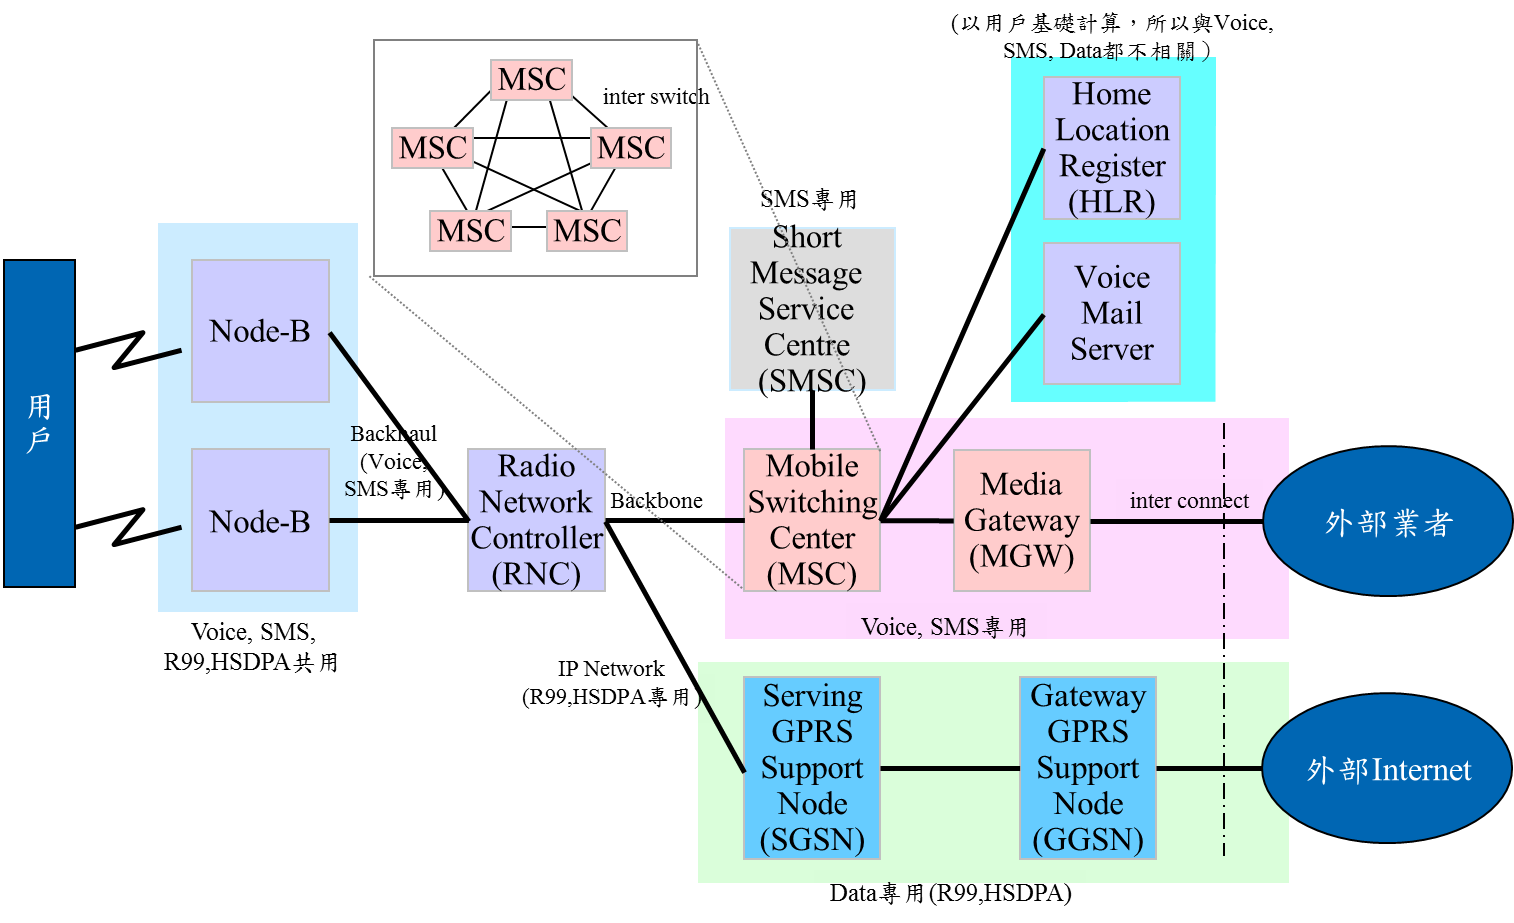 (以用戶基礎計算，所以與Voice,
SMS, Data都不相關）
MSC
inter switch
MSC
MSC
MSC
MSC
Home
Location
Register
(HLR)
Voice
Mail
Server
SMS專用
Short
Message
Service
Centre
(SMSC)
用
戶
Node-B
Node-B
Voice, SMS,
R99,HSDPA共用
Backhaul
(Voice,
SMS專用)
Radio
Network
Controller
(RNC)
Backbone
Mobile
Switching
Center
(MSC)
Media
Gateway
(MGW)
inter connect
外部業者
Voice, SMS專用
IP Network
(R99,HSDPA專用)
Serving
GPRS
Support
Node
(SGSN)
Gateway
GPRS
Support
Node
(GGSN)
外部Internet
Data專用(R99,HSDPA)